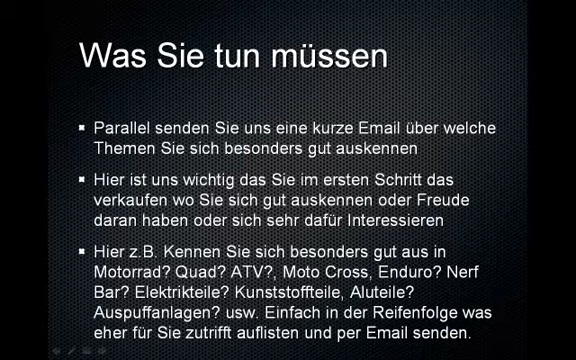 Was Sie tun müssen
Parallel senden Sie uns eine kurze Email über welche
Themen Sie sich besonders gut auskennen
Hier ist uns wichtig das Sie im ersten Schritt das
verkaufen wo Sie sich gut auskennen oder Freude
daran haben oder sich sehr dafür Interessieren
Hier z.B. Kennen Sie sich besonders gut aus in
Motorrad? Quad? ATV?, Moto Cross, Enduro? Nerf
Bar? Elektrikteile? Kunststoffteile, Aluteile?
Auspuffanlagen? usw. Einfach in der Reifenfolge was
eher für Sie zutrifft auflisten und per Email senden.